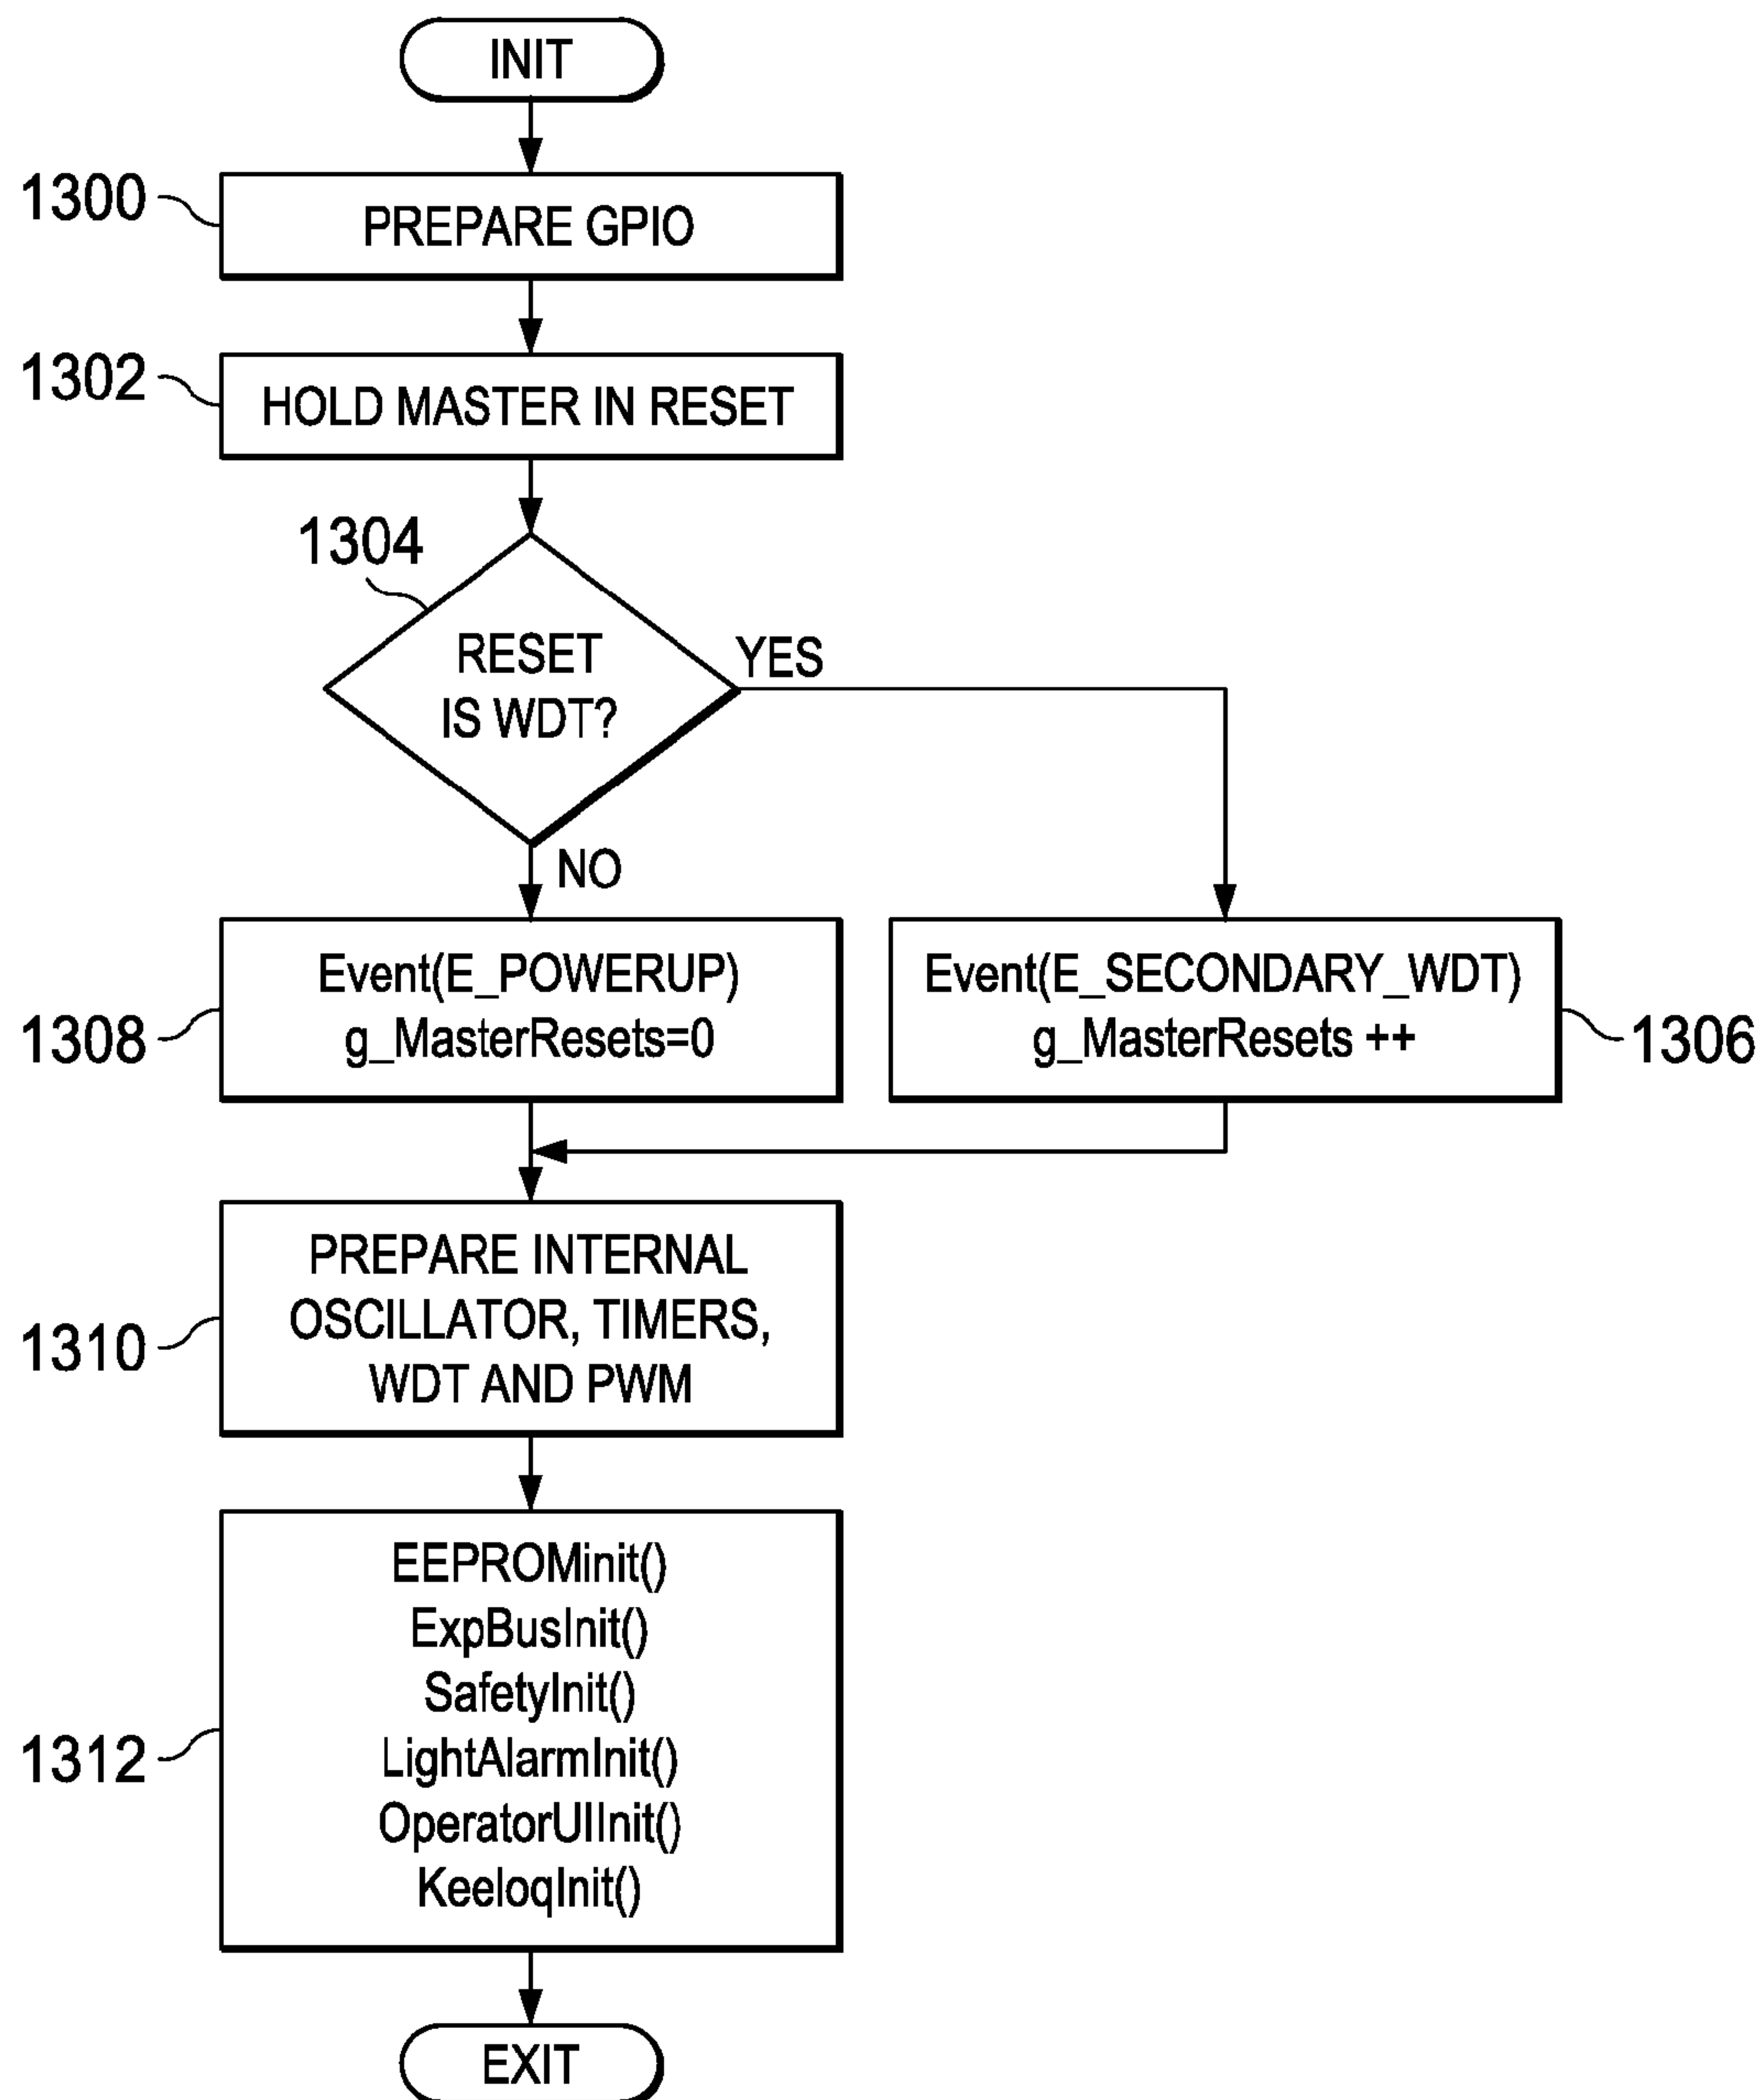 INIT
1300
PREPARE GPIO
1302
HOLD MASTER IN RESET
1304
RESET
IS WDT?
YES
NO
Event(E_POWERUP)
g_MasterResets=0
1308
Event(E_SECONDARY_WDT)
g_MasterResets ++
1306
PREPARE INTERNAL
OSCILLATOR, TIMERS,
WDT AND PWM
1310
EEPROMinit()
ExpBusInit()
SafetyInit()
LightAlarmInit()
OperatorUIInit()
KeeloqInit()
1312
EXIT